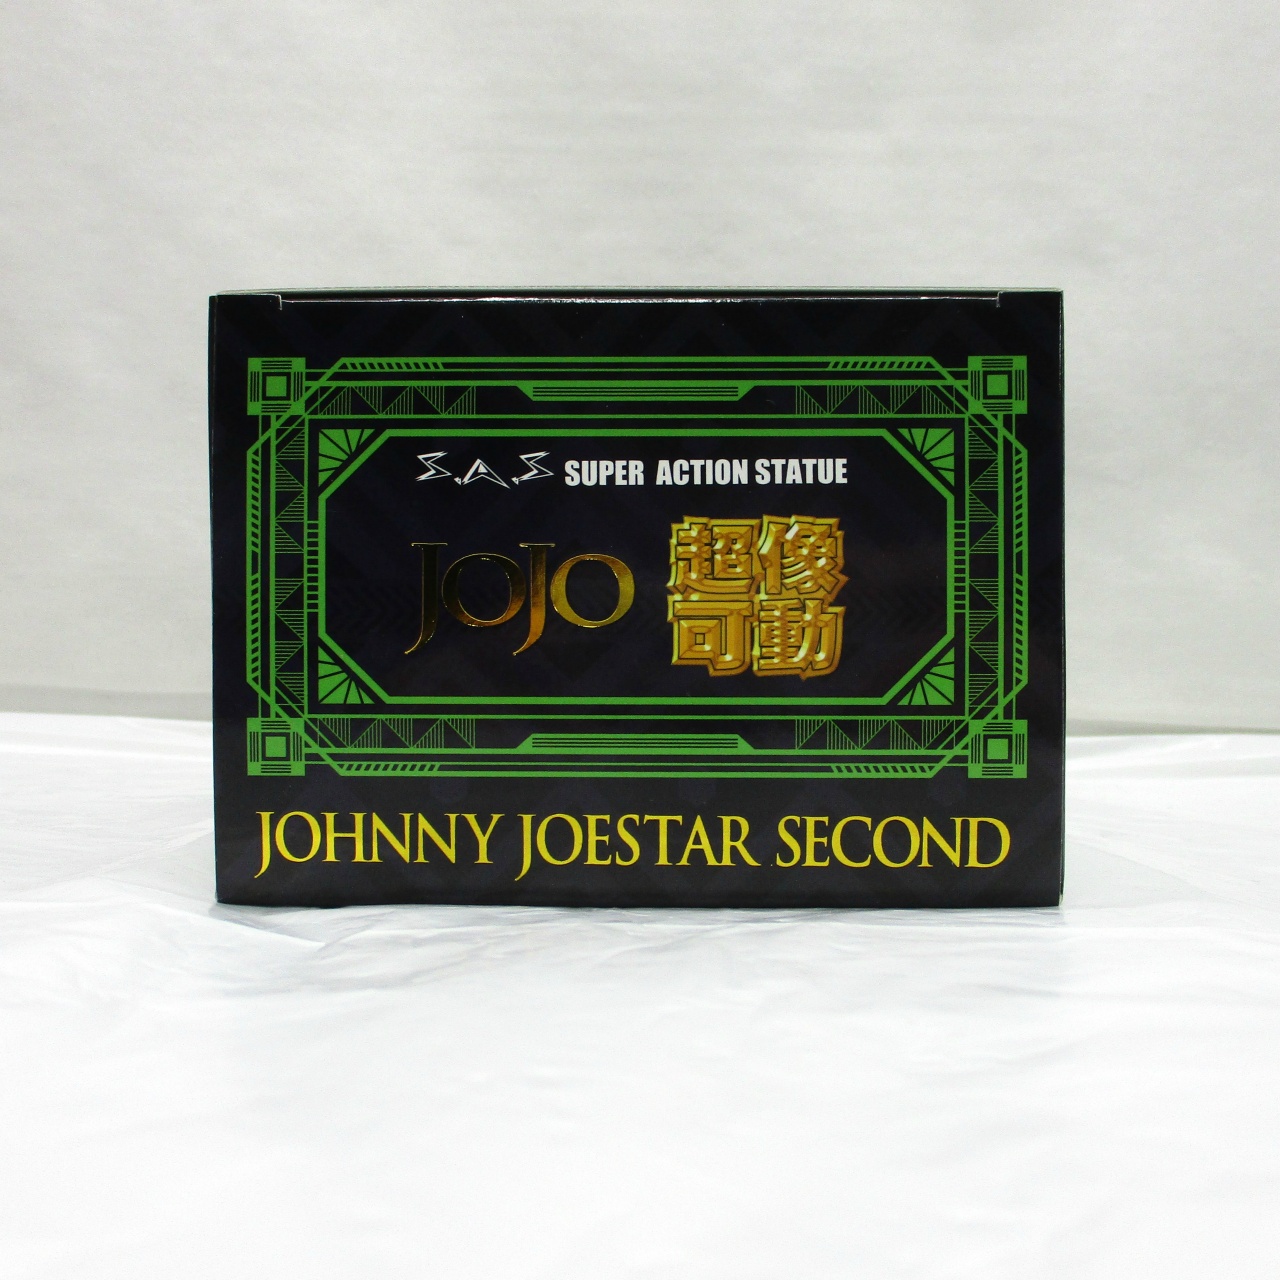 S.A.S SUPER ACTION STATUE
JOJO 超像
可動
JOHNNY JOESTAR SECOND